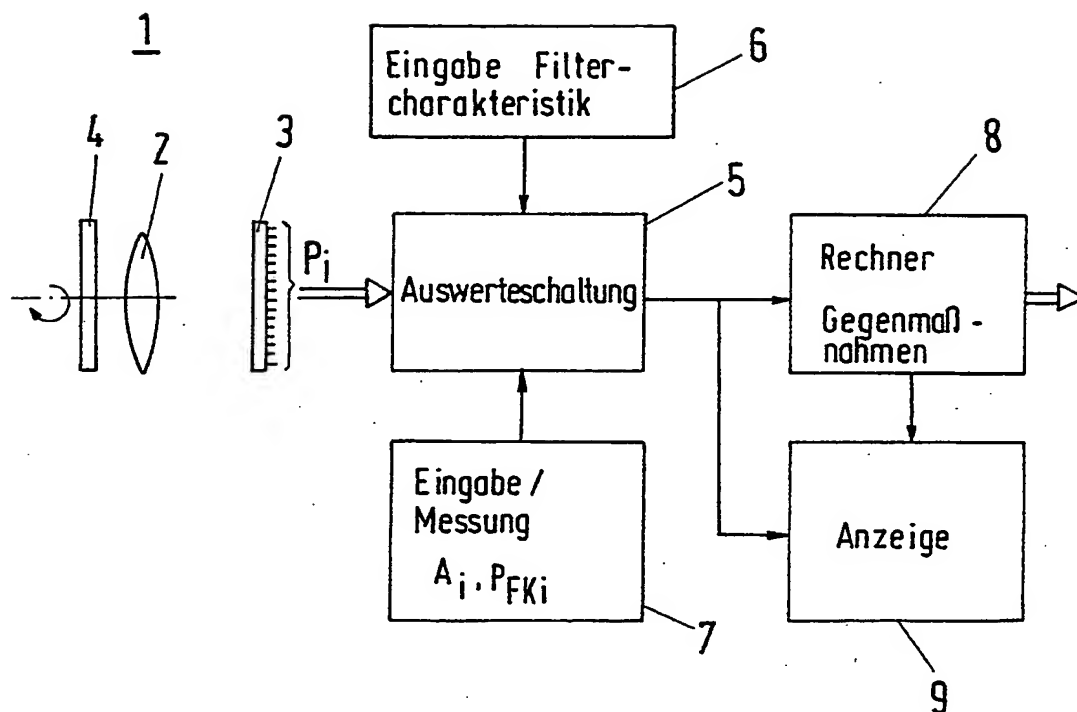 1
6
Eingabe Filter-
charakteristik
4
2
3
5
8
P_i
Auswerteschaltung
Rechner
Gegenmaß-
nahmen
Eingabe /
Messung
A_i, P_FKi
Anzeige
7
9